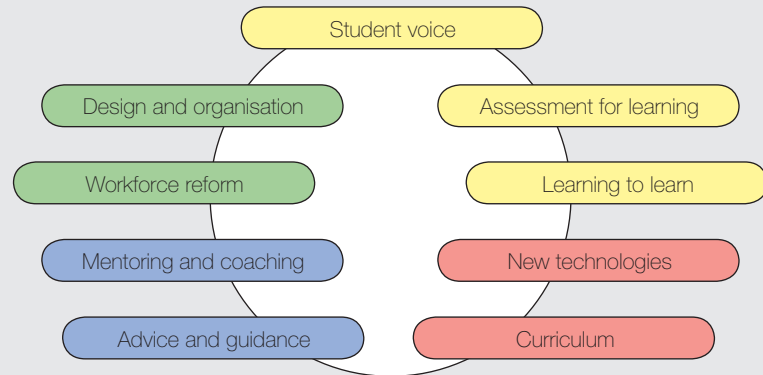 Student voice
Design and organisation
Assessment for learning
Workforce reform
Learning to learn
Mentoring and coaching
New technologies
Advice and guidance
Curriculum